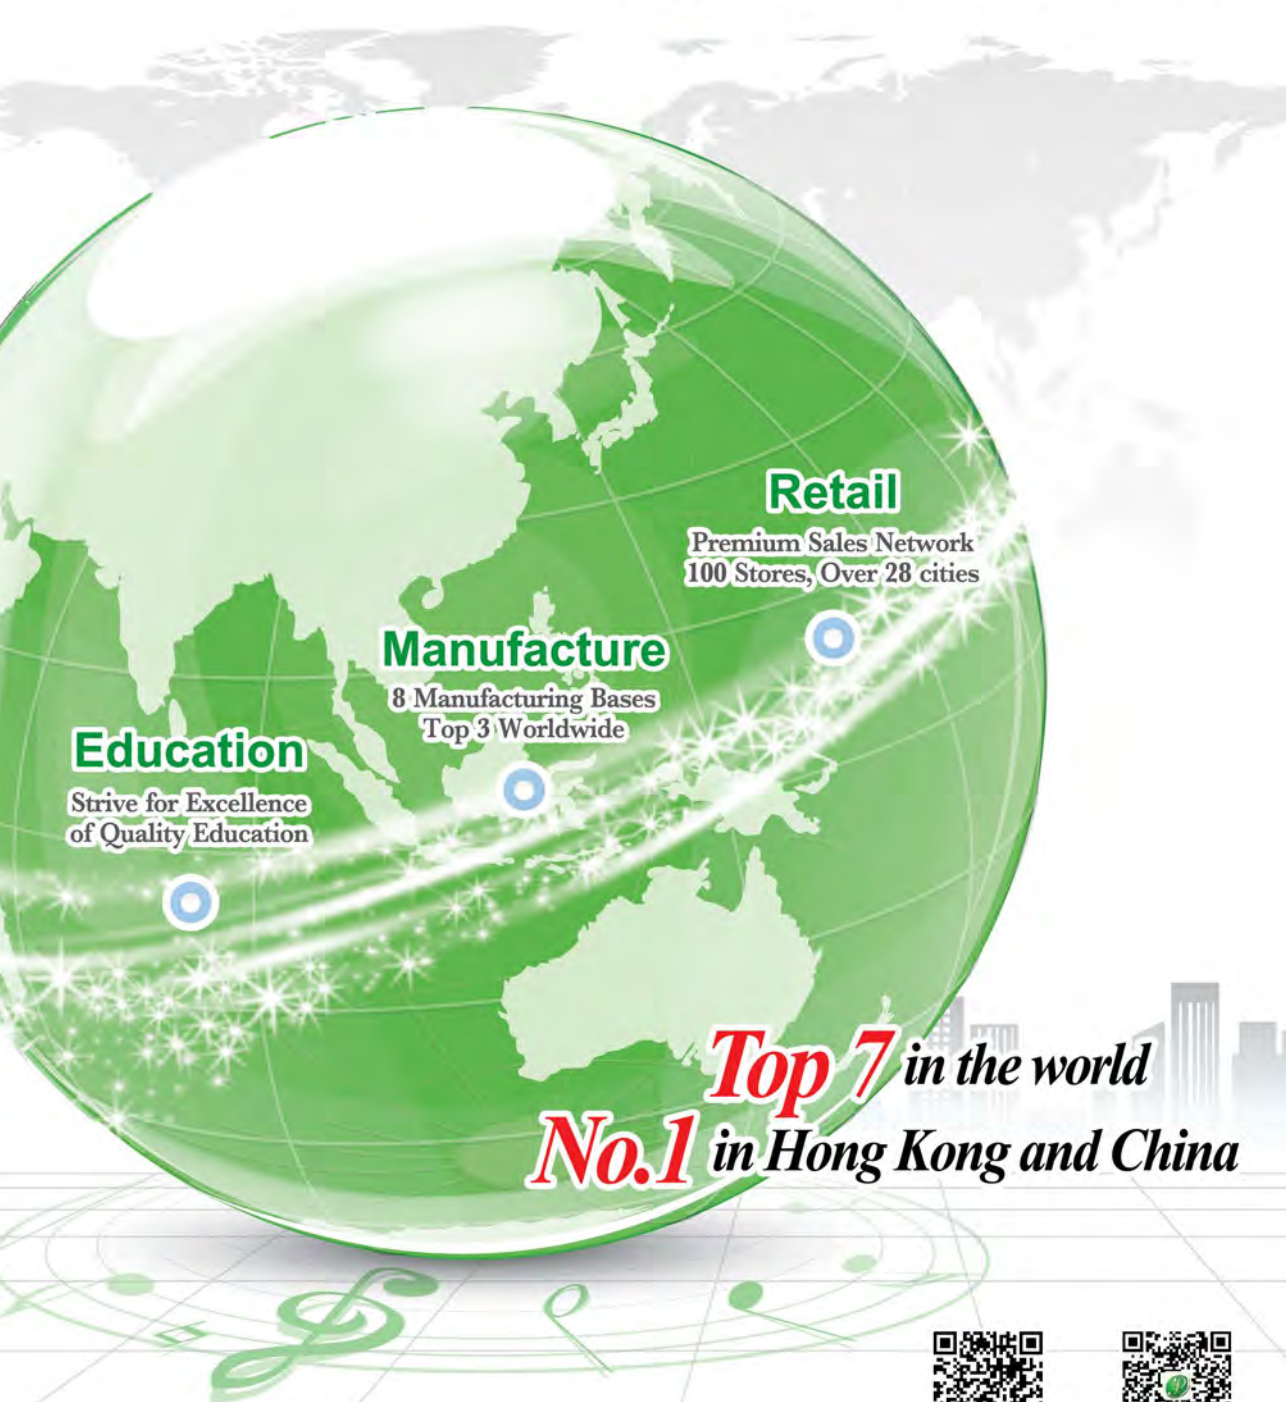 Retail
Premium Sales Network
100 Stores, Over 28 cities
Manufacture
8 Manufacturing Bases
Top 3 Worldwide
Education
Strive for Excellence
of Quality Education
Top 7 in the world
No.1 in Hong Kong and China